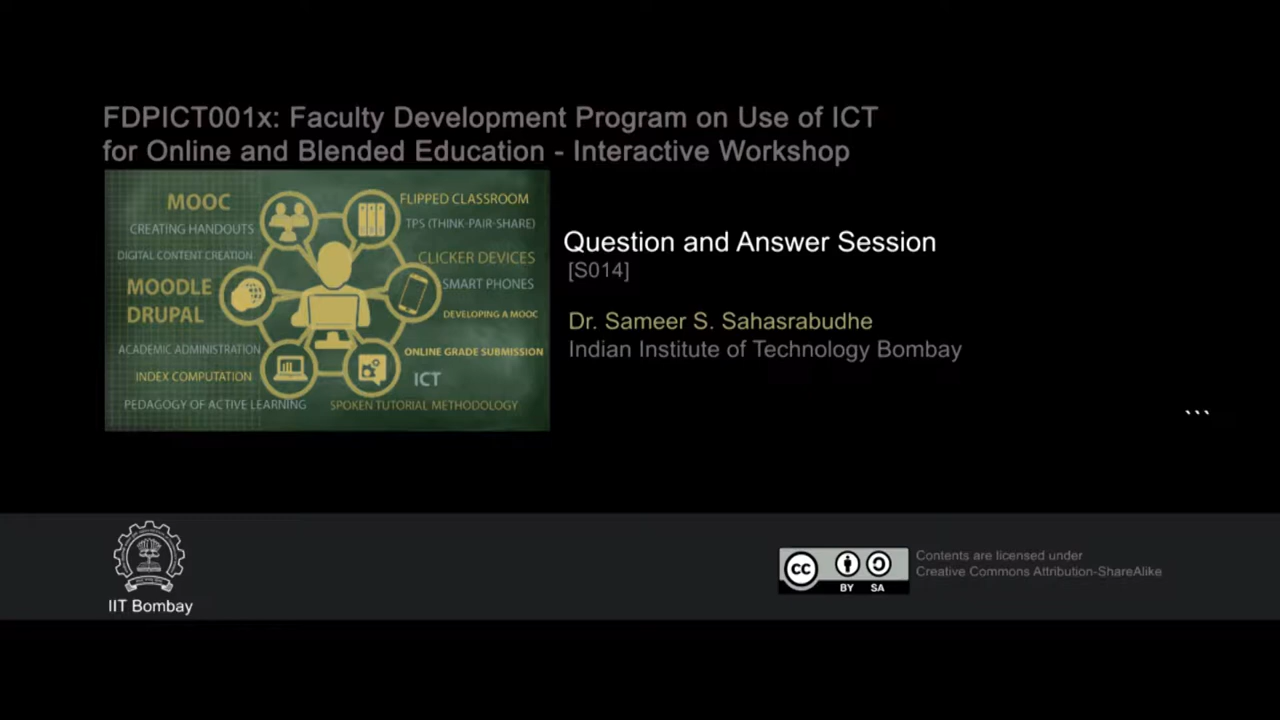 FDPICT001x: Faculty Development Program on Use of ICT
for Online and Blended Education - Interactive Workshop
MOOC
CREATING HANDOUTS
DIGITAL CONTENT CREATION
MOODLE
DRUPAL
ACADEMIC ADMINISTRATION
INDEX COMPUTATION
PEDAGOGY OF ACTIVE LEARNING
FLIPPED CLASSROOM
TPS (THINK-PAIR-SHARE)
CLICKER DEVICES
SMART PHONES
DEVELOPING A MOOC
ONLINE GRADE SUBMISSION
ICT
SPOKEN TUTORIAL METHODOLOGY
Question and Answer Session
[S014]
Dr. Sameer S. Sahasrabudhe
Indian Institute of Technology Bombay
```
IIT Bombay
CC BY SA
Contents are licensed under
Creative Commons Attribution-ShareAlike